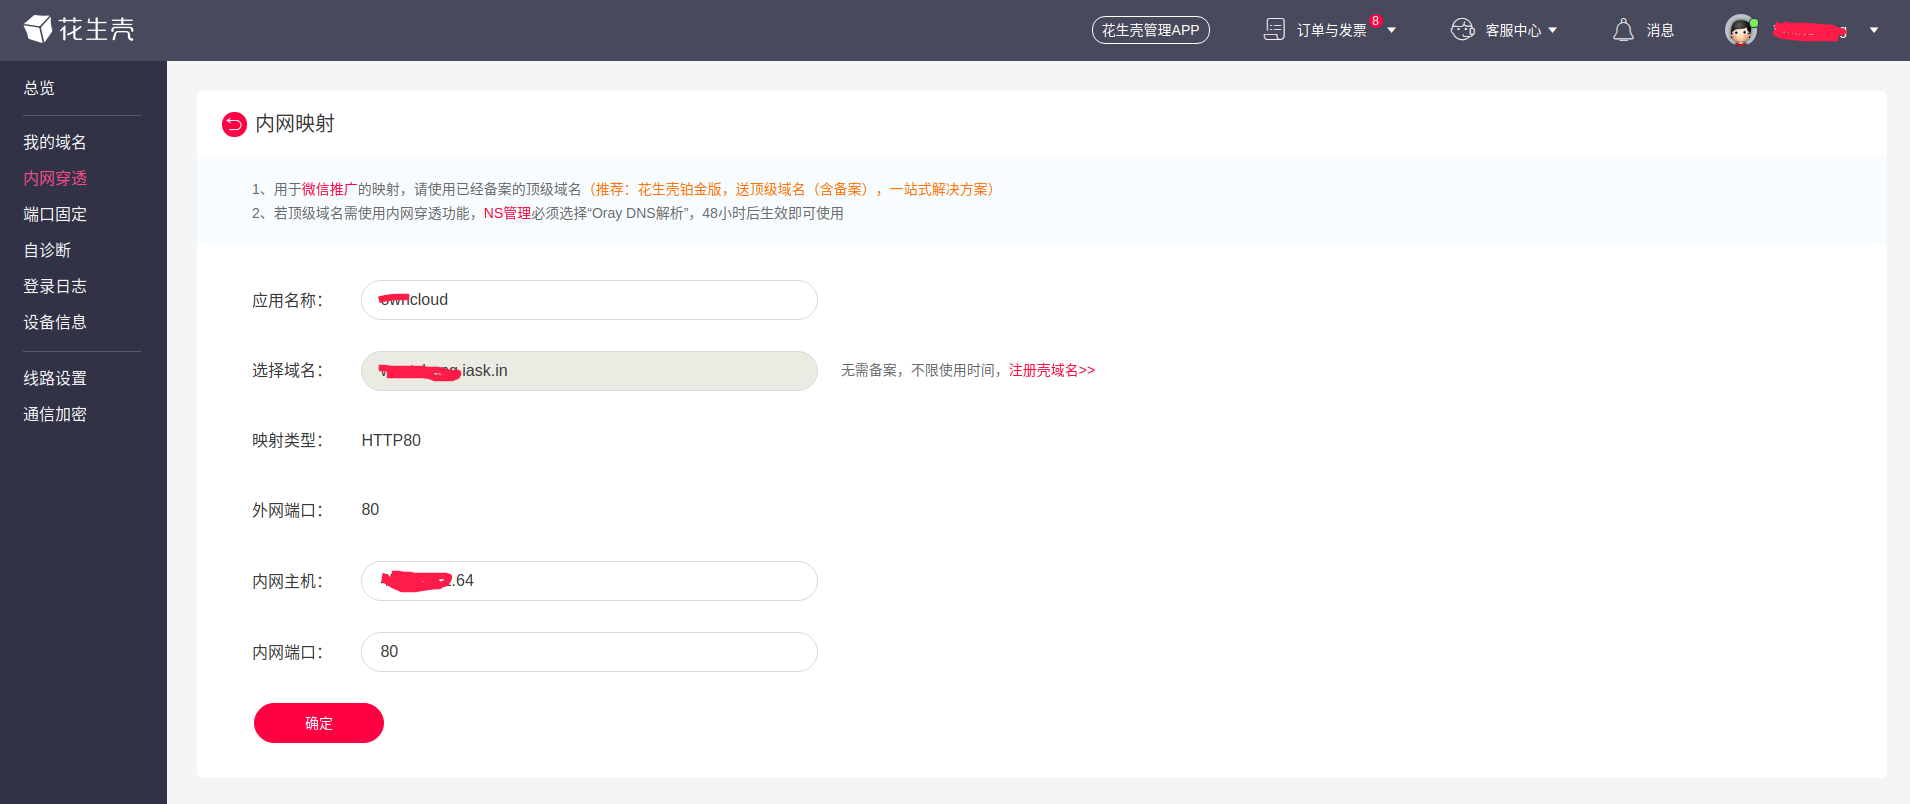 花生壳
花生壳管理APP
订单与发票
8
客服中心
消息
总览
我的域名
内网穿透
端口固定
自诊断
登录日志
设备信息
线路设置
通信加密
内网映射
1、用于微信推广的映射，请使用已经备案的顶级域名（推荐：花生壳铂金版，送顶级域名（含备案），一站式解决方案）
2、若顶级域名需使用内网穿透功能，NS管理必须选择“Oray DNS解析”，48小时后生效即可使用
应用名称： cloud
选择域名： .iask.in 无需备案，不限使用时间，注册壳域名>>
映射类型： HTTP80
外网端口： 80
内网主机： .64
内网端口： 80
确定